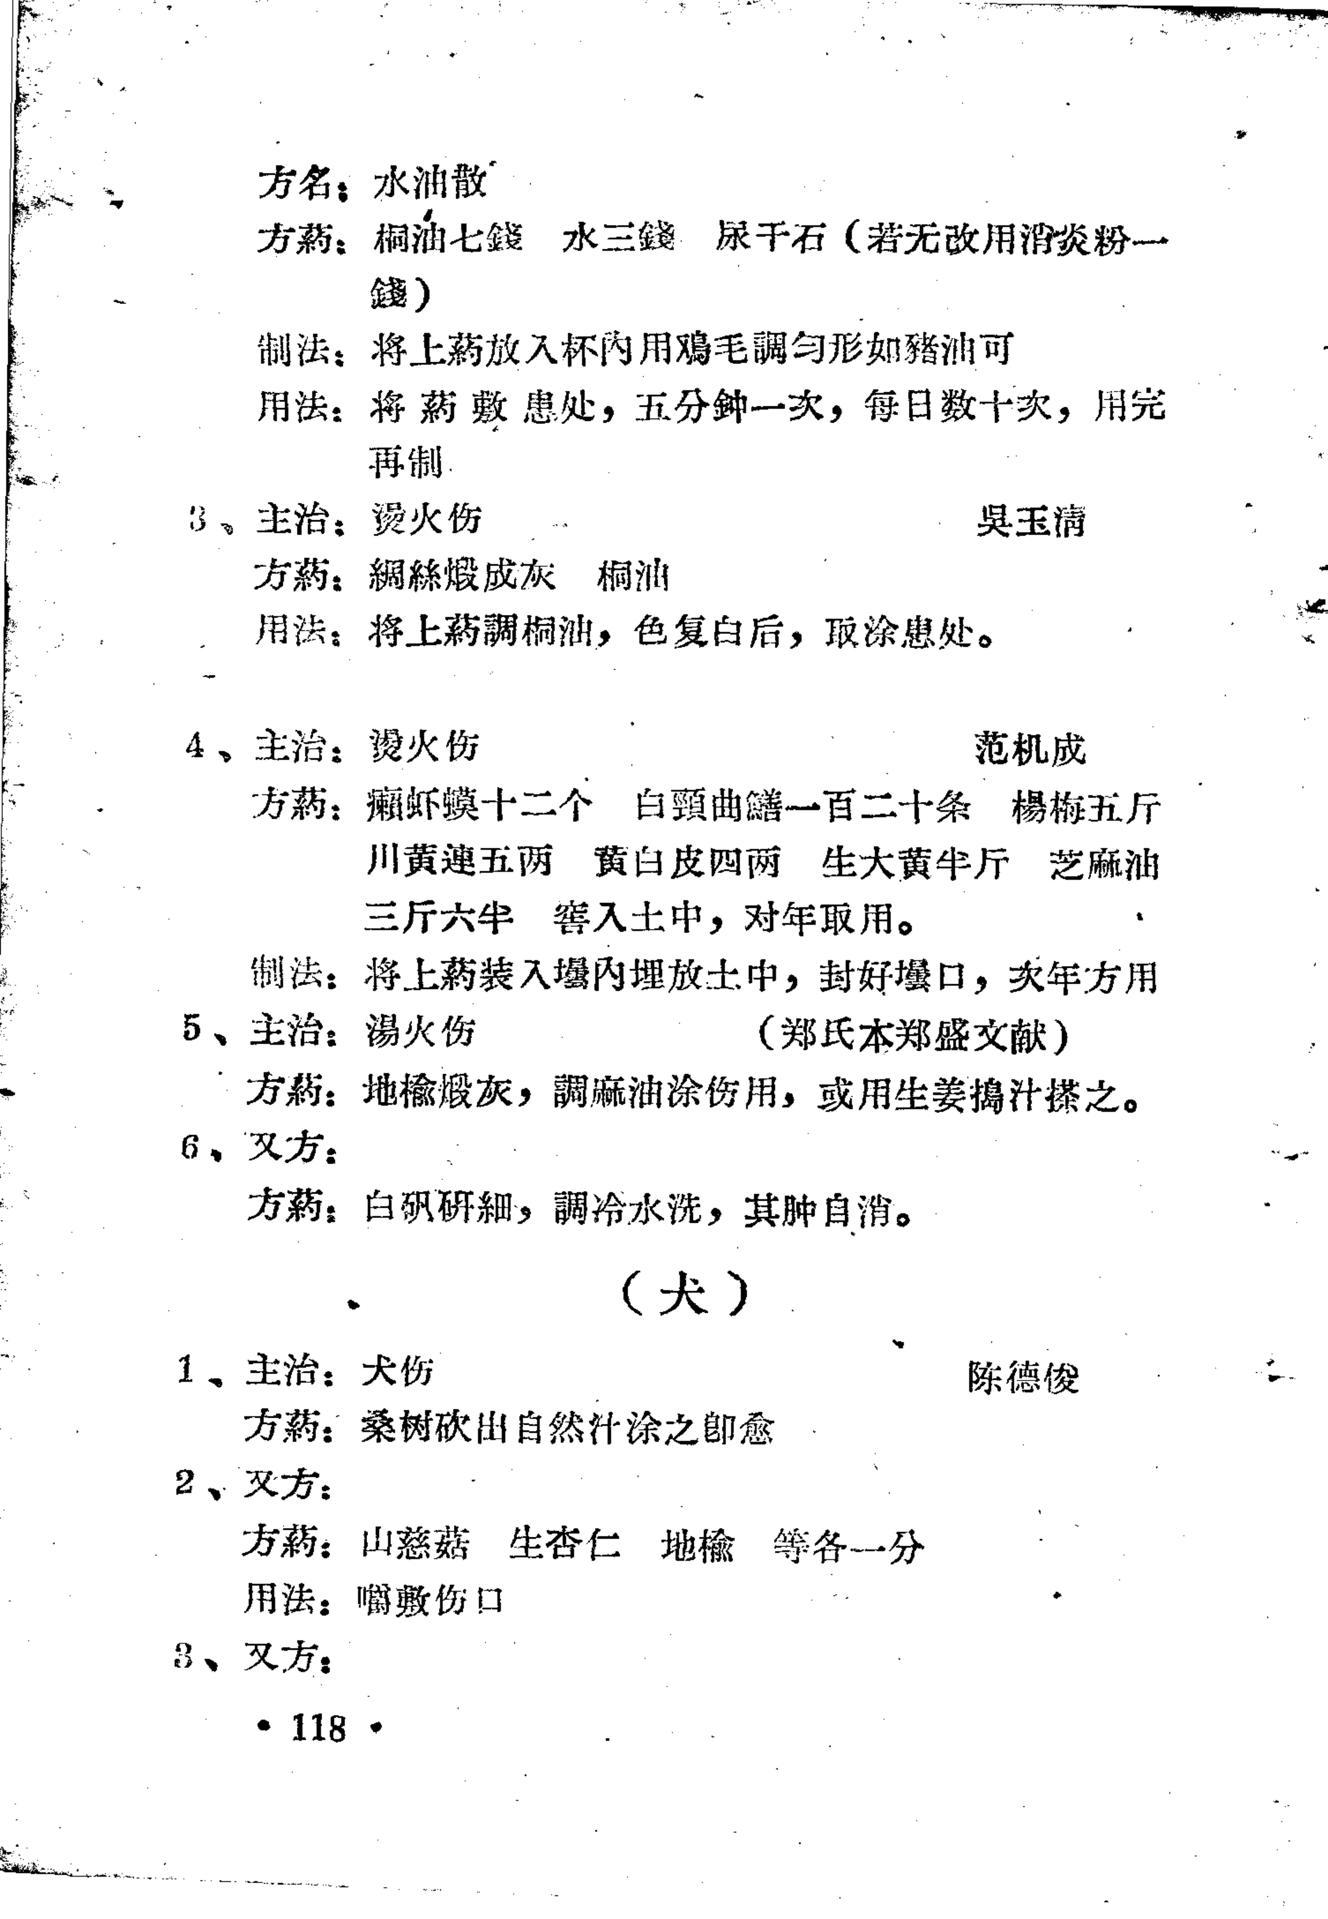 方名：水油散
方葯：桐油七錢　水三錢　尿干石（若无改用消炎粉一
錢）
制法：将上葯放入杯內用鷄毛調匀形如豬油可
用法：将葯敷患处，五分鈡一次，每日数十次，用完
再制
3、主治：燙火伤　吳玉清
方葯：綢絲煅成灰　桐油
用法：将上葯調桐油，色复白后，取涂患处。
4、主治：燙火伤　范机成
方葯：癩虾蟆十二个　白頸曲鱔一百二十条　楊梅五斤
川黄連五两　黄白皮四两　生大黄半斤　芝麻油
三斤六半　窖入土中，对年取用。
制法：将上葯装入壜內埋放土中，封好壜口，次年方用
5、主治：湯火伤　（郑氏本郑盛文献）
方葯：地榆煅灰，調麻油涂伤用，或用生姜搗汁搽之。
6、又方：
方葯：白矾研細，調冷水洗，其肿自消。
（犬）
1、主治：犬伤　陈德俊
方葯：桑树砍出自然汁涂之卽愈
2、又方：
方葯：山慈菇　生杏仁　地榆　等各一分
用法：嚼敷伤口
3、又方：
• 118 •